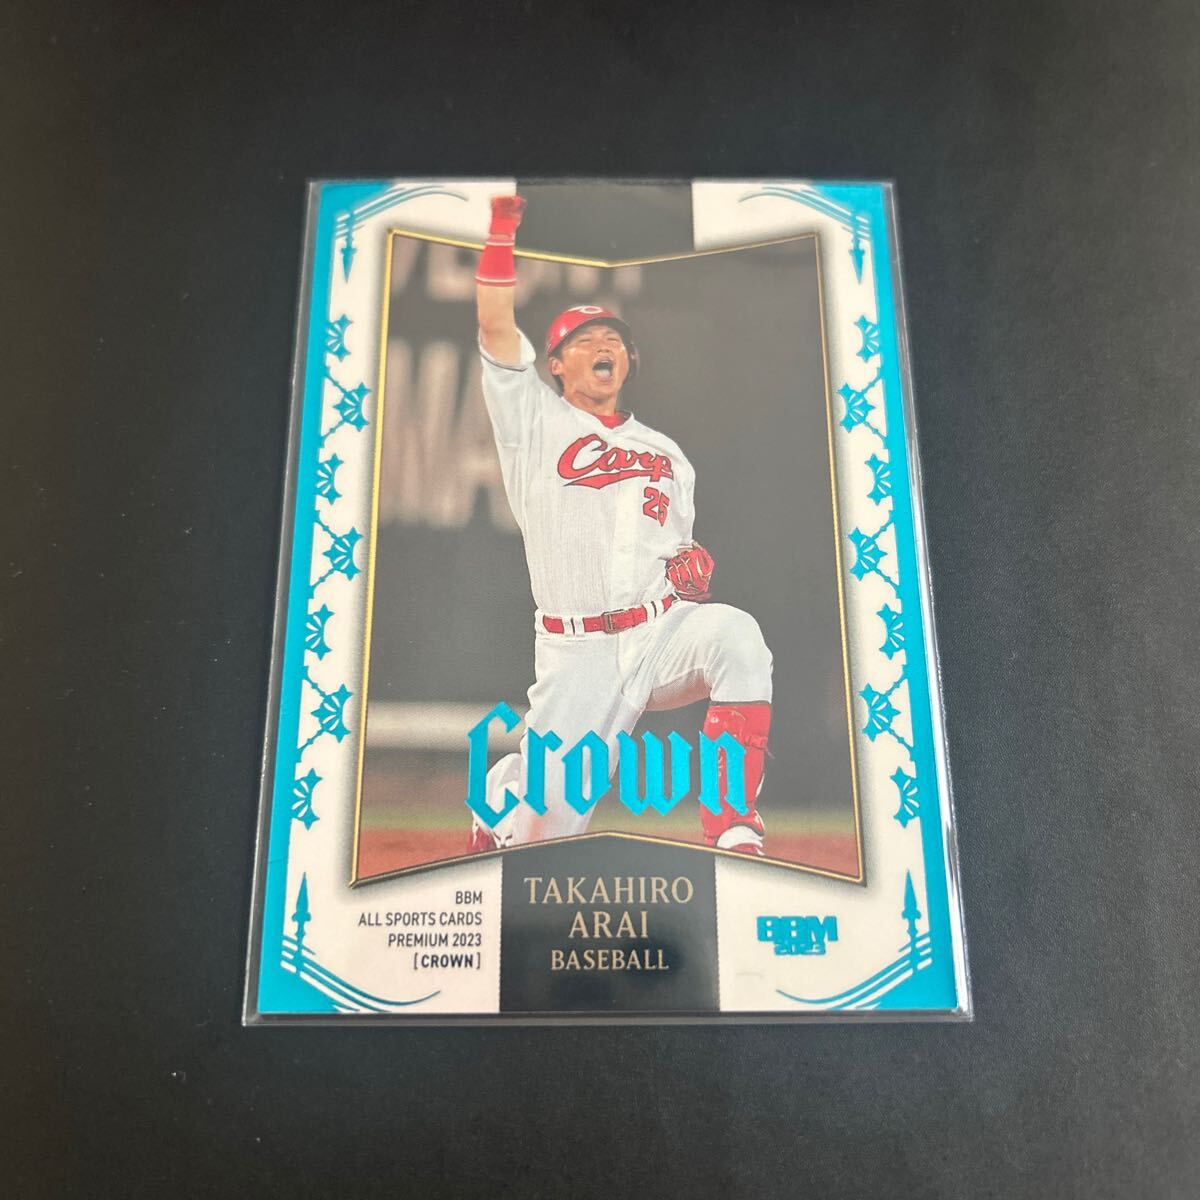 Carp
25
Crown
BBM
ALL SPORTS CARDS
PREMIUM 2023
[CROWN]
TAKAHIRO
ARAI
BASEBALL
BBM
2023